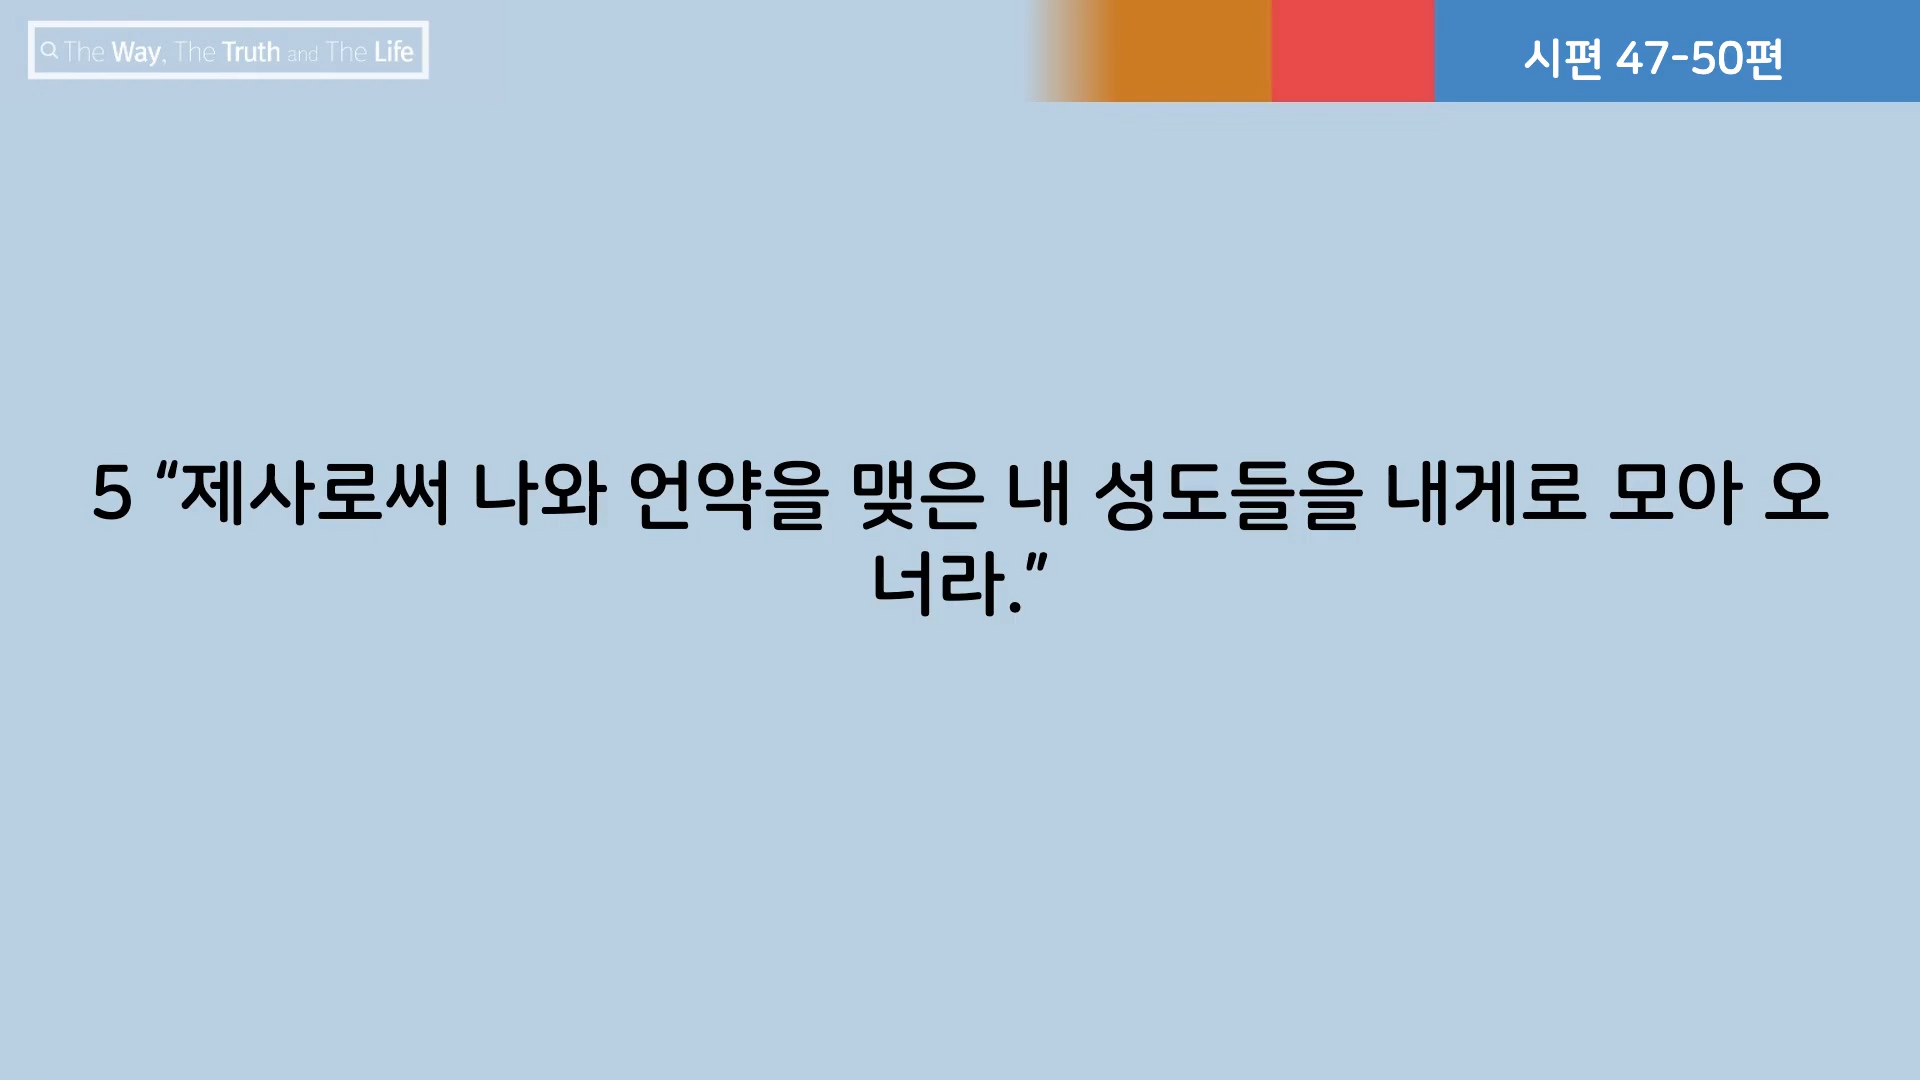 The Way, The Truth and The Life
시편 47-50편
5 “제사로써 나와 언약을 맺은 내 성도들을 내게로 모아 오
너라.”